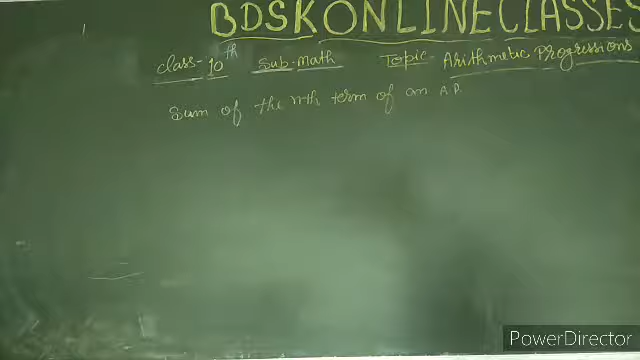 BDSKONLINECLASSES
Class-10th Sub-math Topic- Arithmetic Progressions
Sum of the nth term of an A.P.
PowerDirector